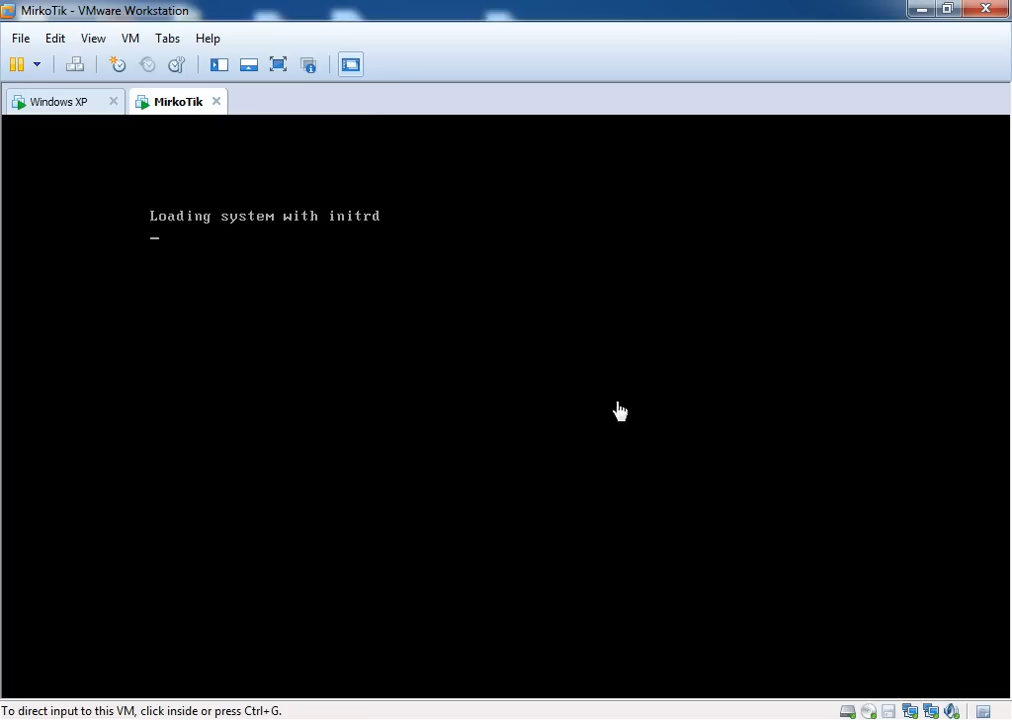 MirkoTik - VMware Workstation
File Edit View VM Tabs Help
Windows XP MirkoTik
Loading system with initrd
_
To direct input to this VM, click inside or press Ctrl+G.